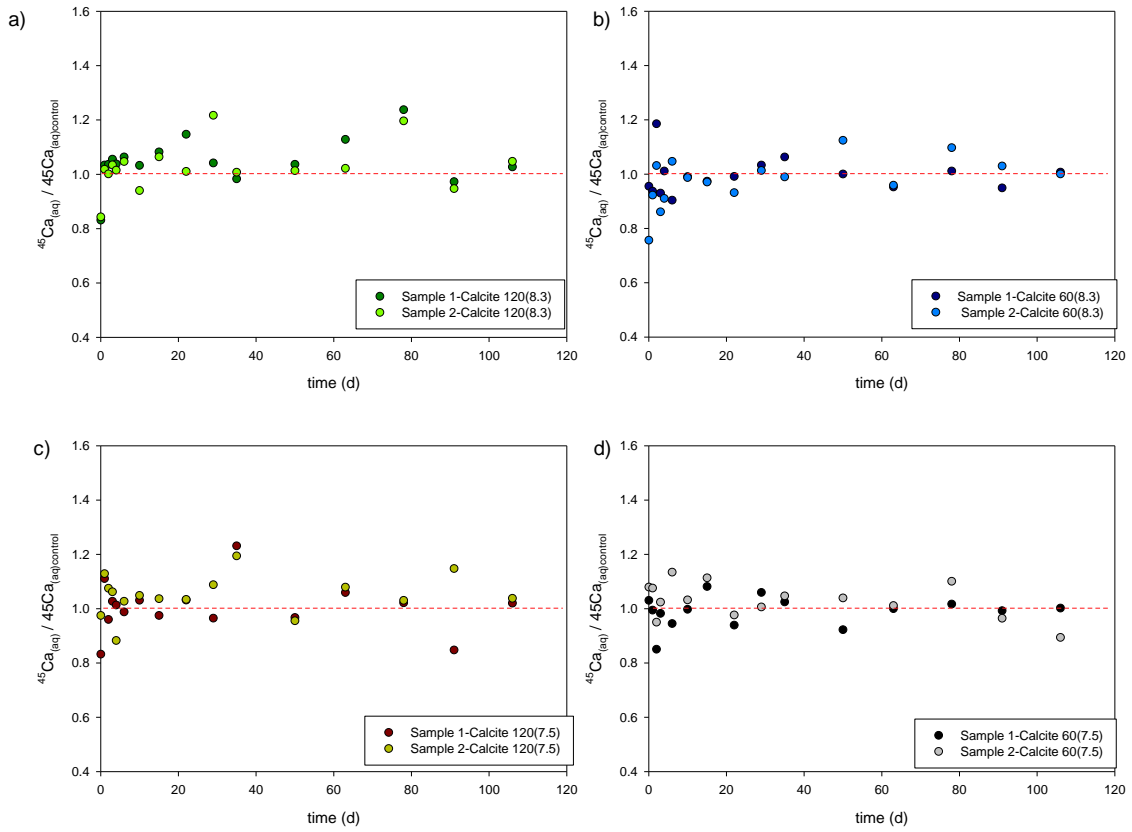 a)
1.6
1.4
1.2
1.0
0.8
0.6
0.4
45Ca(aq) / 45Ca(aq)control
0 20 40 60 80 100 120
time (d)
Sample 1-Calcite 120(8.3)
Sample 2-Calcite 120(8.3)
b)
1.6
1.4
1.2
1.0
0.8
0.6
0.4
45Ca(aq) / 45Ca(aq)control
0 20 40 60 80 100 120
time (d)
Sample 1-Calcite 60(8.3)
Sample 2-Calcite 60(8.3)
c)
1.6
1.4
1.2
1.0
0.8
0.6
0.4
45Ca(aq) / 45Ca(aq)control
0 20 40 60 80 100 120
time (d)
Sample 1-Calcite 120(7.5)
Sample 2-Calcite 120(7.5)
d)
1.6
1.4
1.2
1.0
0.8
0.6
0.4
45Ca(aq) / 45Ca(aq)control
0 20 40 60 80 100 120
time (d)
Sample 1-Calcite 60(7.5)
Sample 2-Calcite 60(7.5)